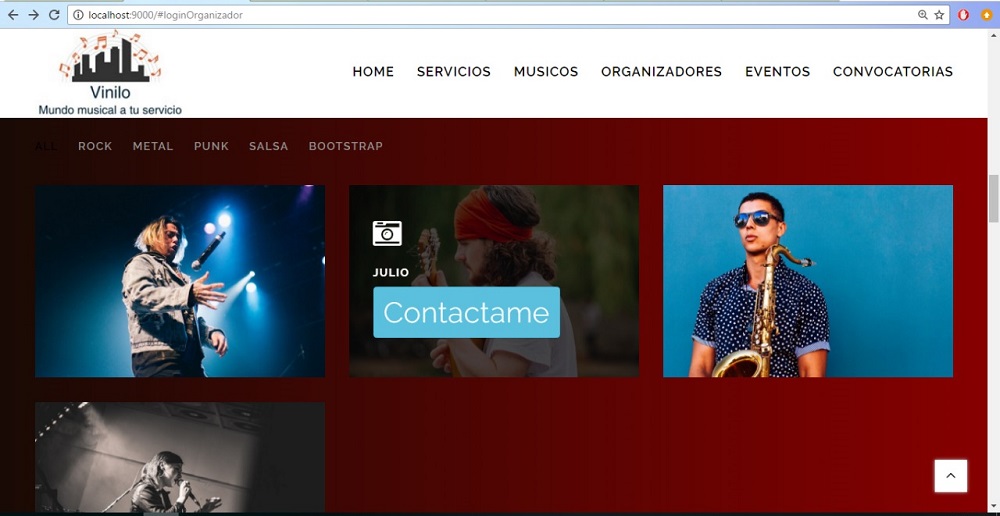 localhost:9000/#loginOrganizador
Vinilo
Mundo musical a tu servicio
HOME SERVICIOS MUSICOS ORGANIZADORES EVENTOS CONVOCATORIAS
ALL ROCK METAL PUNK SALSA BOOTSTRAP
JULIO
Contactame